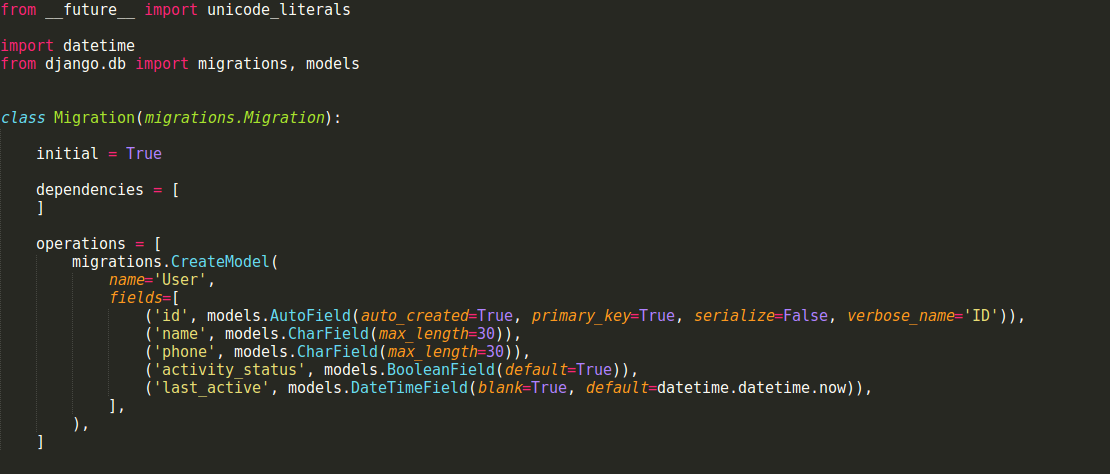 from __future__ import unicode_literals
import datetime
from django.db import migrations, models
class Migration(migrations.Migration):
initial = True
dependencies = [
]
operations = [
migrations.CreateModel(
name='User',
fields=[
('id', models.AutoField(auto_created=True, primary_key=True, serialize=False, verbose_name='ID')),
('name', models.CharField(max_length=30)),
('phone', models.CharField(max_length=30)),
('activity_status', models.BooleanField(default=True)),
('last_active', models.DateTimeField(blank=True, default=datetime.datetime.now)),
],
),
]